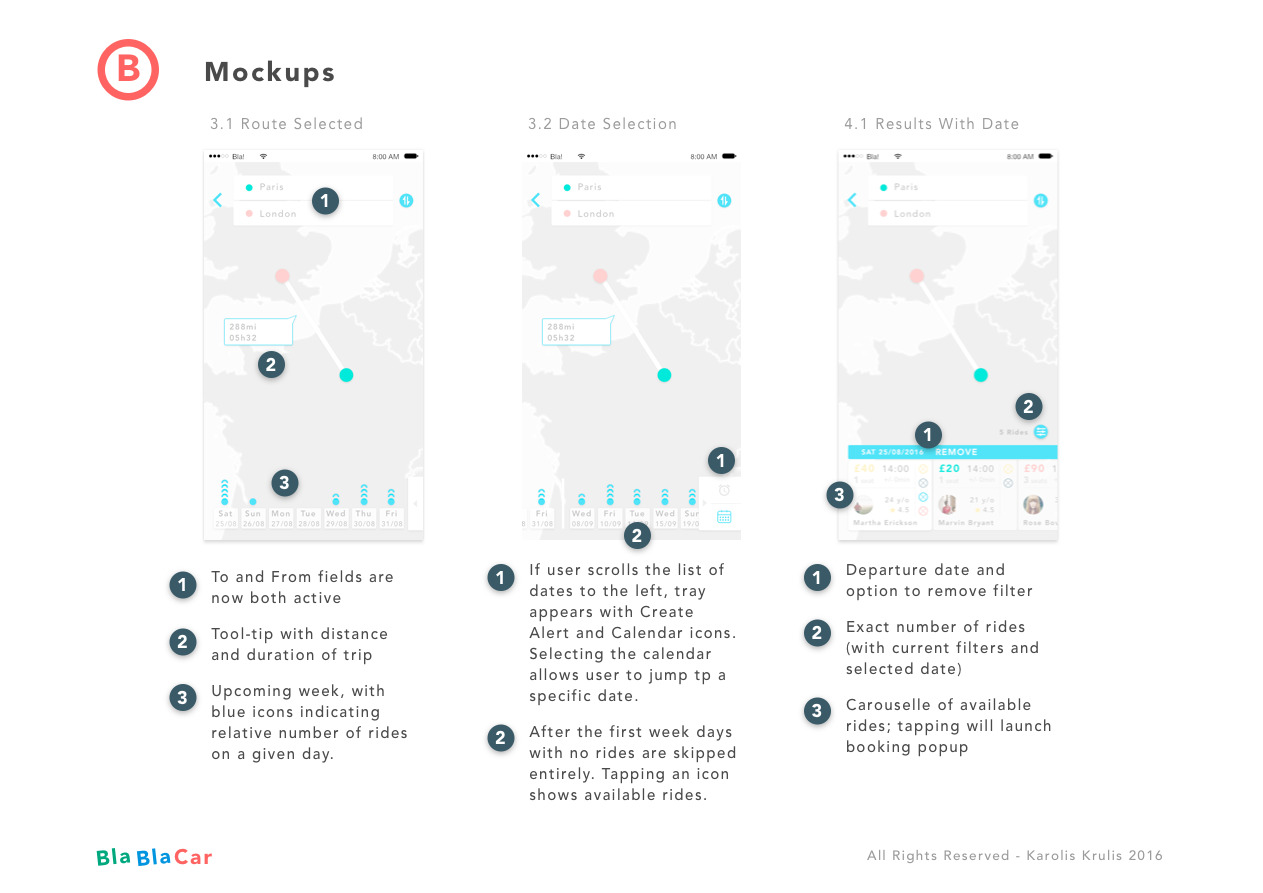 B
Mockups
3.1 Route Selected
Bla! 8:00 AM
Paris
1
London
288mi
05h32
2
3
Sat Sun Mon Tue Wed Thu Fri
25/08 26/08 27/08 28/08 29/08 30/08 31/08
1 To and From fields are
now both active
2 Tool-tip with distance
and duration of trip
3 Upcoming week, with
blue icons indicating
relative number of rides
on a given day.
3.2 Date Selection
Bla! 8:00 AM
Paris
London
288mi
05h32
1
Fri Wed Fri Tue Wed Sun
31/08 08/09 10/09 15/09
2
1 If user scrolls the list of
dates to the left, tray
appears with Create
Alert and Calendar icons.
Selecting the calendar
allows user to jump tp a
specific date.
2 After the first week days
with no rides are skipped
entirely. Tapping an icon
shows available rides.
4.1 Results With Date
Bla! 8:00 AM
Paris
London
2
1
5 Rides
SAT 25/08/2016 REMOVE
£40 14:00 £20 14:00 £90
3
24 y/o 21 y/o
4.5 4.5
Martha Erickson Marvin Bryant Rose
1 Departure date and
option to remove filter
2 Exact number of rides
(with current filters and
selected date)
3 Carouselle of available
rides; tapping will launch
booking popup
BlaBlaCar
All Rights Reserved - Karolis Krulis 2016